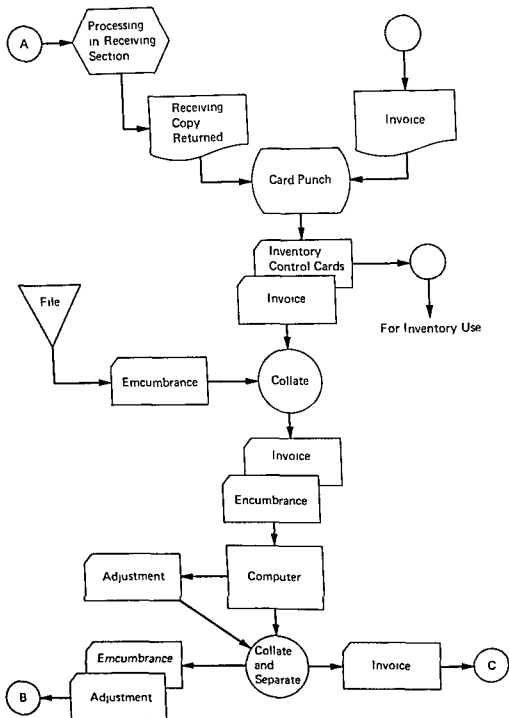 A
Processing
in Receiving
Section
Receiving
Copy
Returned
Invoice
Card Punch
Inventory
Control Cards
Invoice
For Inventory Use
File
Emcumbrance
Collate
Invoice
Encumbrance
Adjustment
Computer
Collate
and
Separate
Emcumbrance
Invoice
C
B
Adjustment